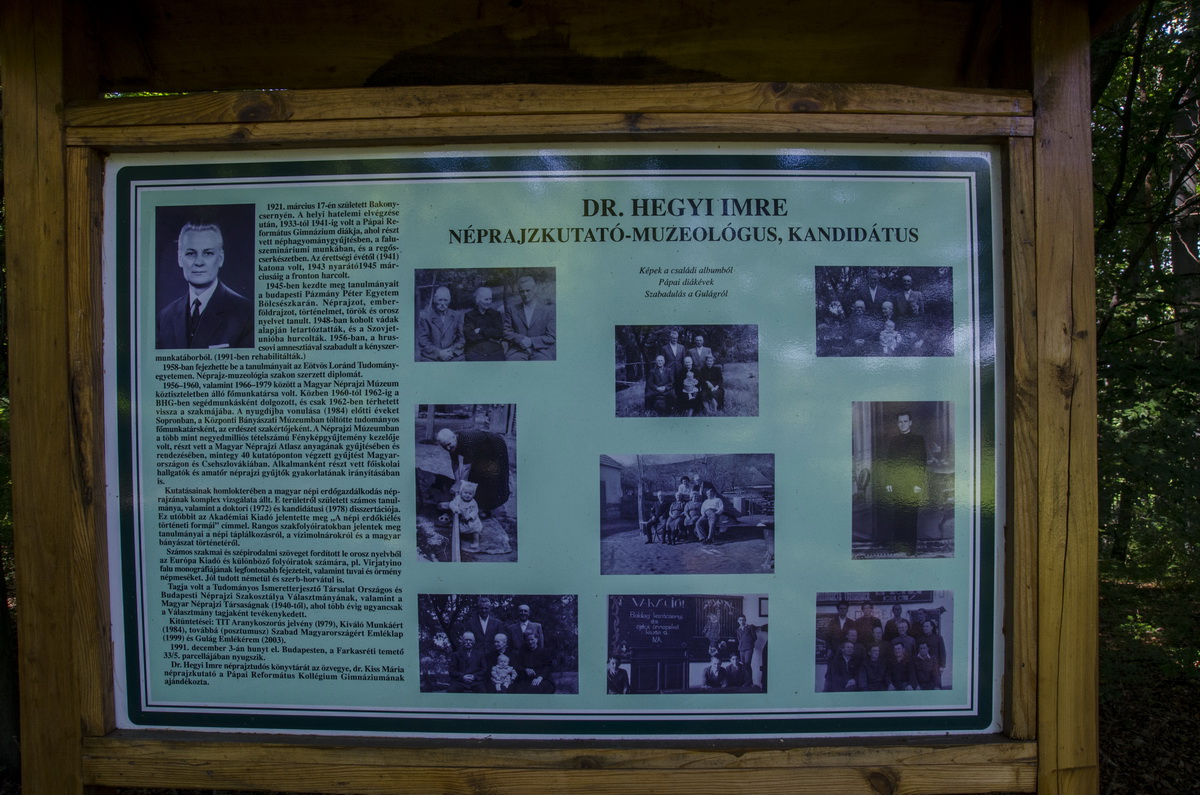 DR. HEGYI IMRE
NÉPRAJZKUTATÓ-MUZEOLÓGUS, KANDIDÁTUS
1921. március 17-én született Bakony-
csernyén. A helyi hatelemi elvégzése
után, 1933-tól 1941-ig volt a Pápai Re-
formátus Gimnázium diákja, ahol részt
vett néphagyománygyűjtésben, a falu-
szemináriumi munkában, és a regös-
cserkészetben. Az érettségi évétől (1941)
katona volt, 1943 nyarától1945 már-
ciusáig a fronton harcolt.
1945-ben kezdte meg tanulmányait
a budapesti Pázmány Péter Egyetem
Bölcsészkarán. Néprajzot, ember-
földrajzot, történelmet, török és orosz
nyelvet tanult. 1948-ban koholt vádak
alapján letartóztatták, és a Szovjet-
unióba hurcolták. 1956-ban, a hrus-
csovi amnesztiával szabadult a kényszer-
munkatáborból. (1991-ben rehabilitálták.)
1958-ban fejezhette be a tanulmányait az Eötvös Loránd Tudomány-
egyetemen. Néprajz-muzeológia szakon szerzett diplomát.
1956–1960, valamint 1966–1979 között a Magyar Néprajzi Múzeum
köztiszteletben álló főmunkatársa volt. Közben 1960-tól 1962-ig a
BHG-ben segédmunkásként dolgozott, és csak 1962-ben térhetett
vissza a szakmájába. A nyugdíjba vonulása (1984) előtti éveket
Sopronban, a Központi Bányászati Múzeumban töltötte tudományos
főmunkatársként, az erdészet szakértőjeként. A Néprajzi Múzeumban
a több mint negyedmilliós tételszámú Fényképgyűjtemény kezelője
volt, részt vett a Magyar Néprajzi Atlasz anyagának gyűjtésében és
rendezésében, mintegy 40 kutatóponton végzett gyűjtést Magyar-
országon és Csehszlovákiában. Alkalmanként részt vett főiskolai
hallgatók és amatőr néprajzi gyűjtők gyakorlatának irányításában
is.
Kutatásainak homlokterében a magyar népi erdőgazdálkodás nép-
rajzának komplex vizsgálata állt. E területről született számos tanul-
mánya, valamint a doktori (1972) és kandidátusi (1978) disszertációja.
Ez utóbbit az Akadémiai Kiadó jelentette meg „A népi erdőkiélés
történeti formái” címmel. Rangos szakfolyóiratokban jelentek meg
tanulmányai a népi táplálkozásról, a vízimolnárokról és a magyar
bányászat történetéről.
Számos szakmai és szépirodalmi szöveget fordított le orosz nyelvből
az Európa Kiadó és különböző folyóiratok számára, pl. Virjatyino
falu monográfiájának legfontosabb fejezeteit, valamint tuvai és örmény
népmeséket. Jól tudott németül és szerb-horvátul is.
Tagja volt a Tudományos Ismeretterjesztő Társulat Országos és
Budapesti Néprajzi Szakosztálya Választmányának, valamint a
Magyar Néprajzi Társaságnak (1940-től), ahol több évig ugyancsak
a Választmány tagjaként tevékenykedett.
Kitüntetései: TIT Aranykoszorús jelvény (1979), Kiváló Munkáért
(1984), továbbá (posztumusz) Szabad Magyarországért Emléklap
(1999) és Gulag Emlékérem (2003).
1991. december 3-án hunyt el. Budapesten, a Farkasréti temető
33/5. parcellájában nyugszik.
Dr. Hegyi Imre néprajztudós könyvtárát az özvegye, dr. Kiss Mária
néprajzkutató a Pápai Református Kollégium Gimnáziumának
ajándékozta.
Képek a családi albumból
Pápai diákévek
Szabadulás a Gulágról
VAKÁCIÓ!